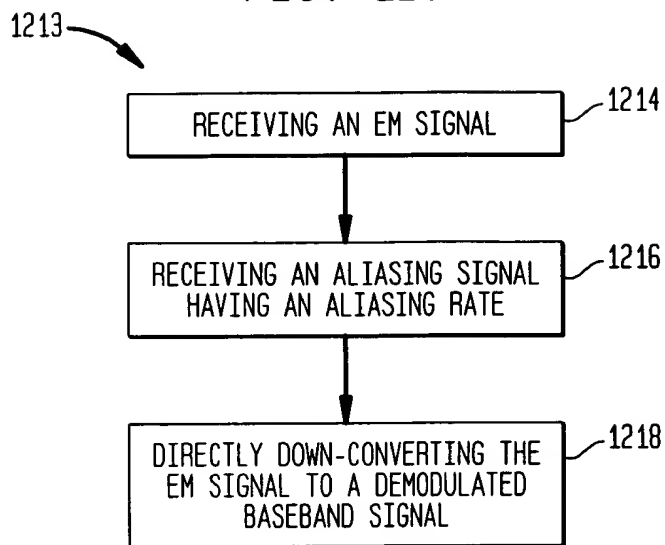 1213
RECEIVING AN EM SIGNAL
1214
RECEIVING AN ALIASING SIGNAL
HAVING AN ALIASING RATE
1216
DIRECTLY DOWN-CONVERTING THE
EM SIGNAL TO A DEMODULATED
BASEBAND SIGNAL
1218